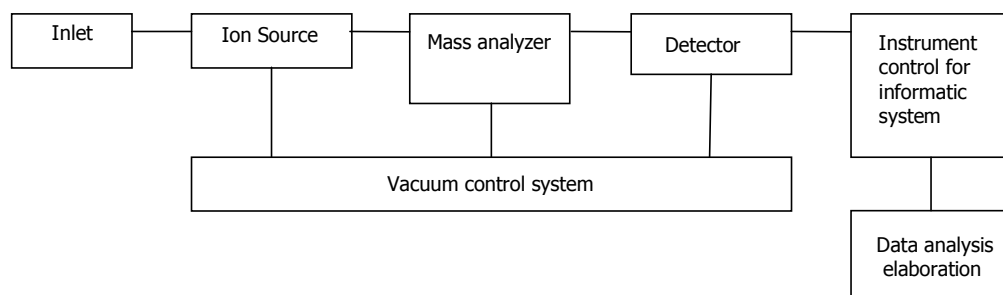 Inlet
Ion Source
Mass analyzer
Detector
Instrument
control for
informatic
system
Vacuum control system
Data analysis
elaboration